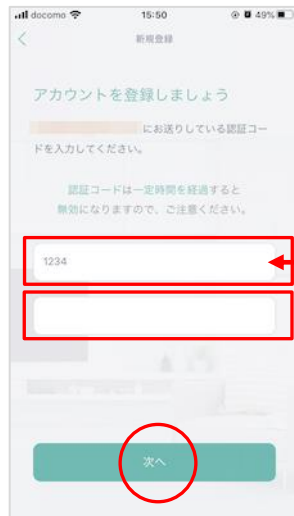 docomo 15:50 49%
新規登録
アカウントを登録しましょう
にお送りしている認証コー
ドを入力してください。
認証コードは一定時間を経過すると
無効になりますので、ご注意ください。
1234
次へ